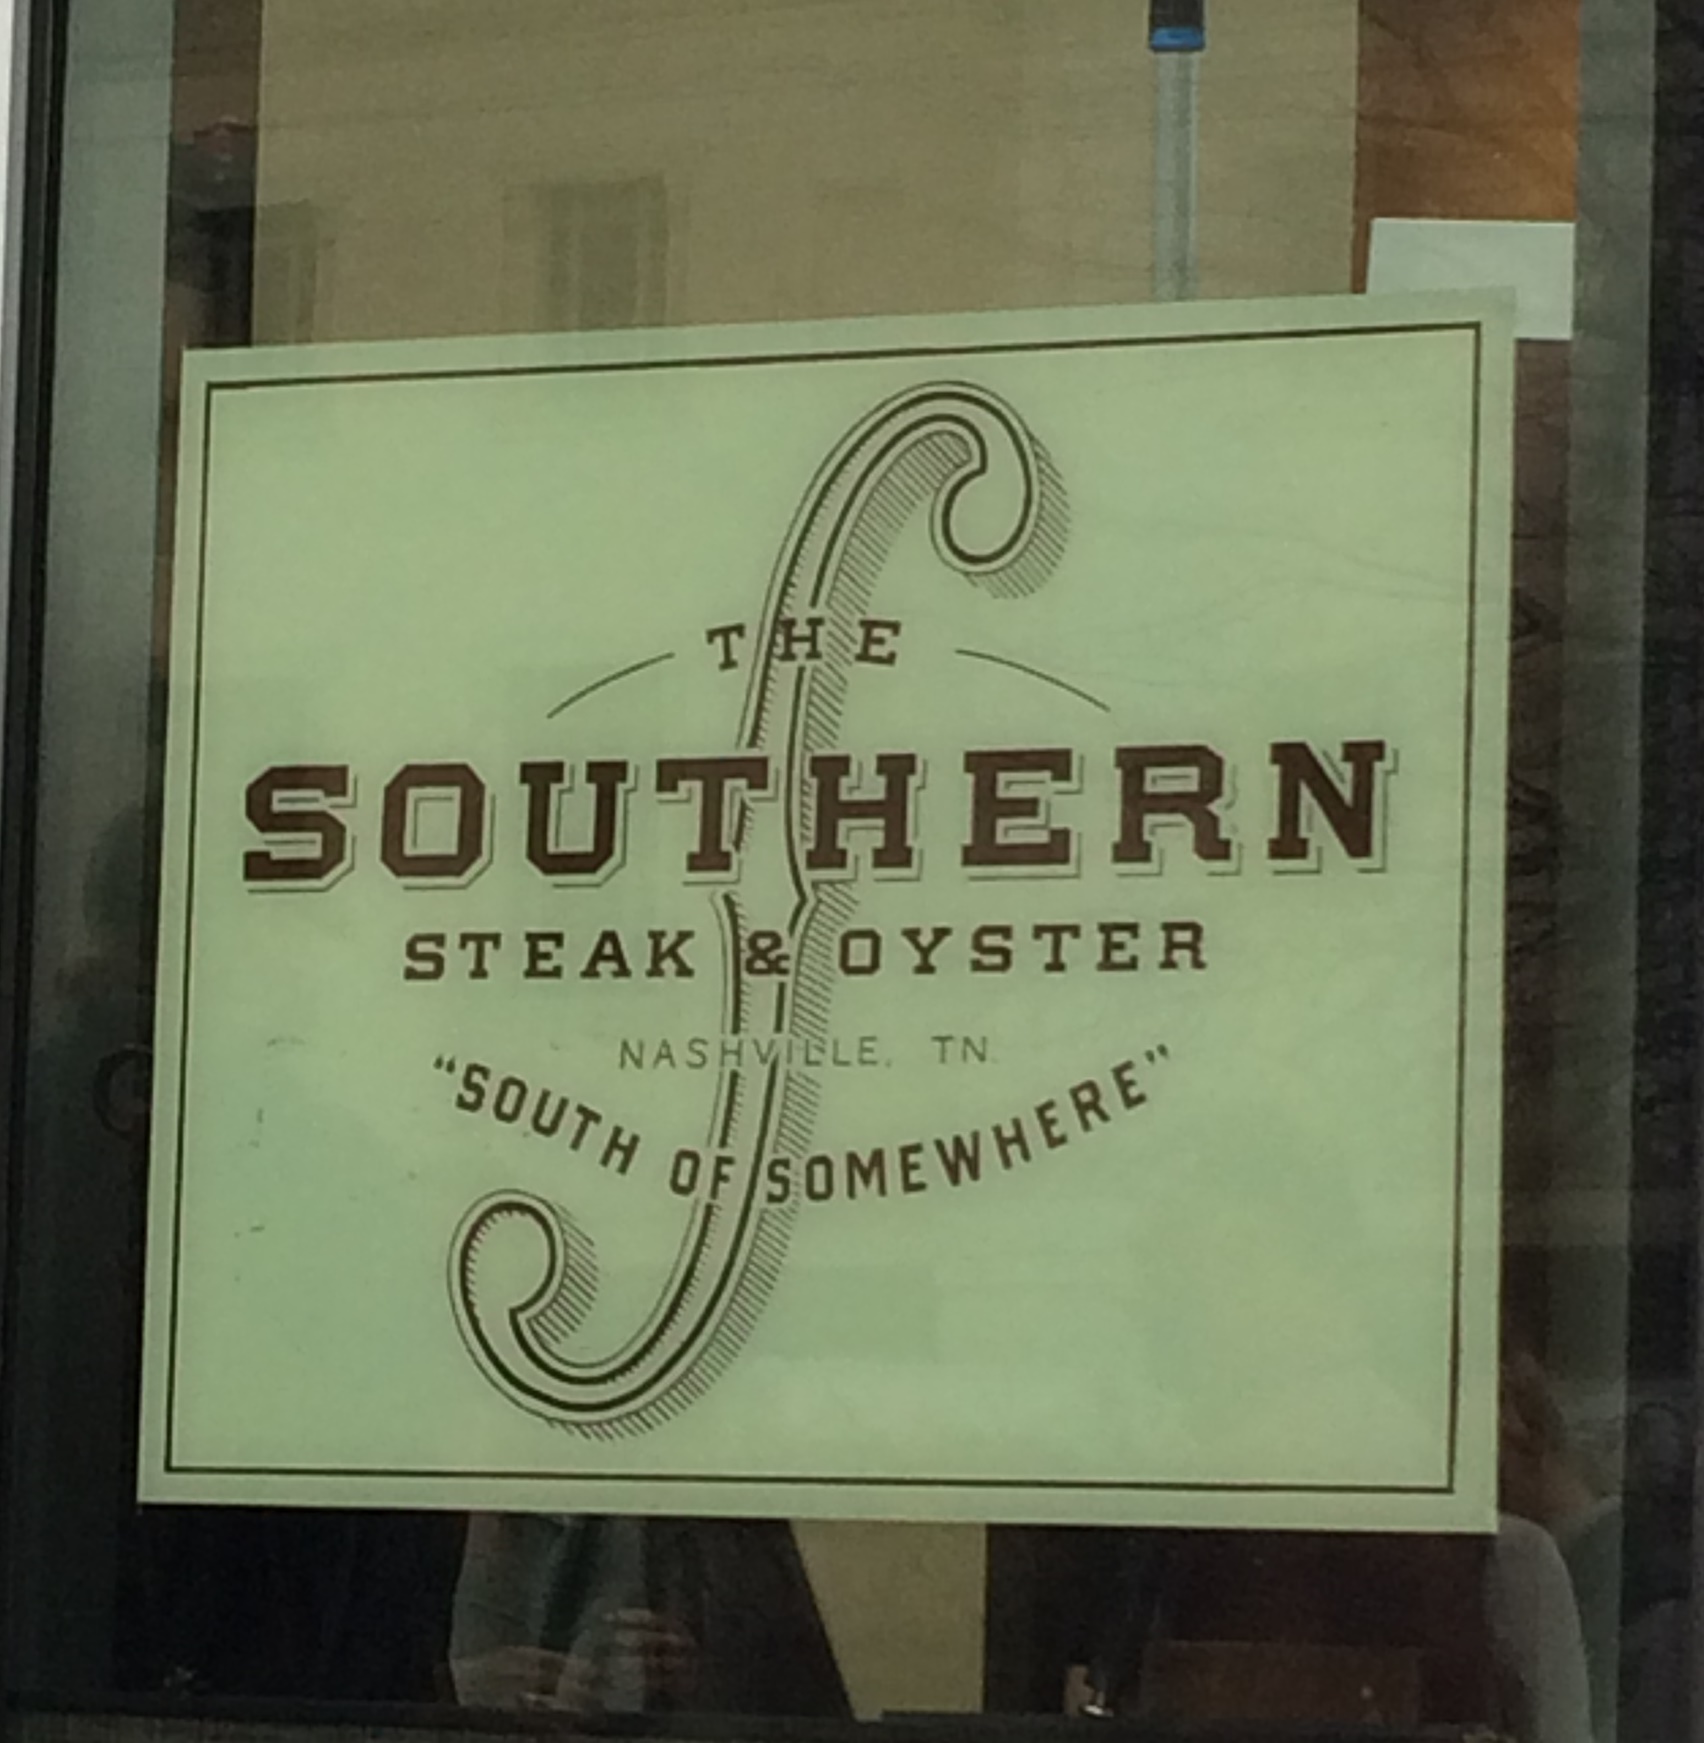 THE
SOUTHERN
STEAK & OYSTER
NASHVILLE, TN
“SOUTH OF SOMEWHERE”